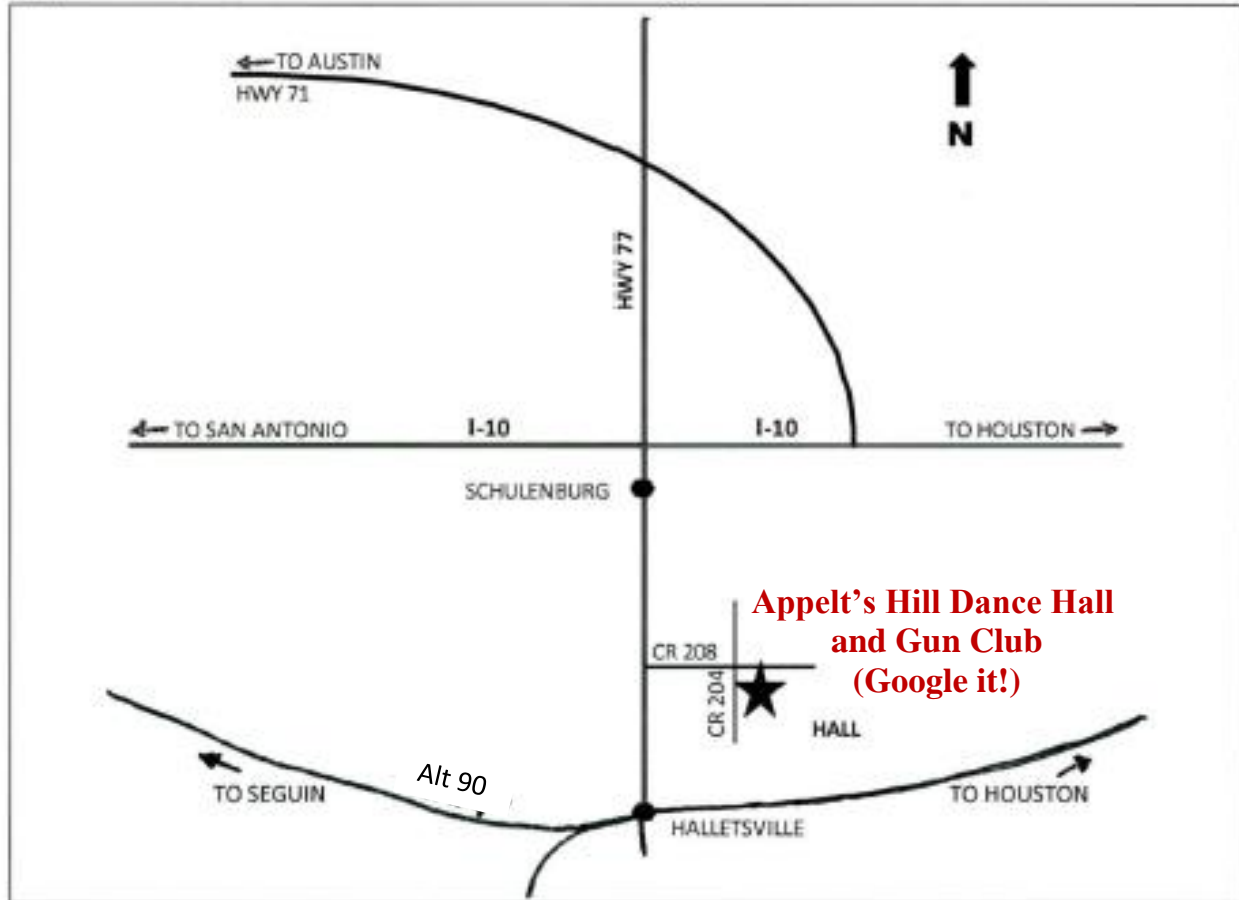 ← TO AUSTIN
HWY 71
N
HWY 77
← TO SAN ANTONIO
I-10
I-10
TO HOUSTON →
SCHULENBURG
Appelt’s Hill Dance Hall
and Gun Club
(Google it!)
CR 208
CR 204
HALL
TO SEGUIN
Alt 90
TO HOUSTON
HALLETSVILLE